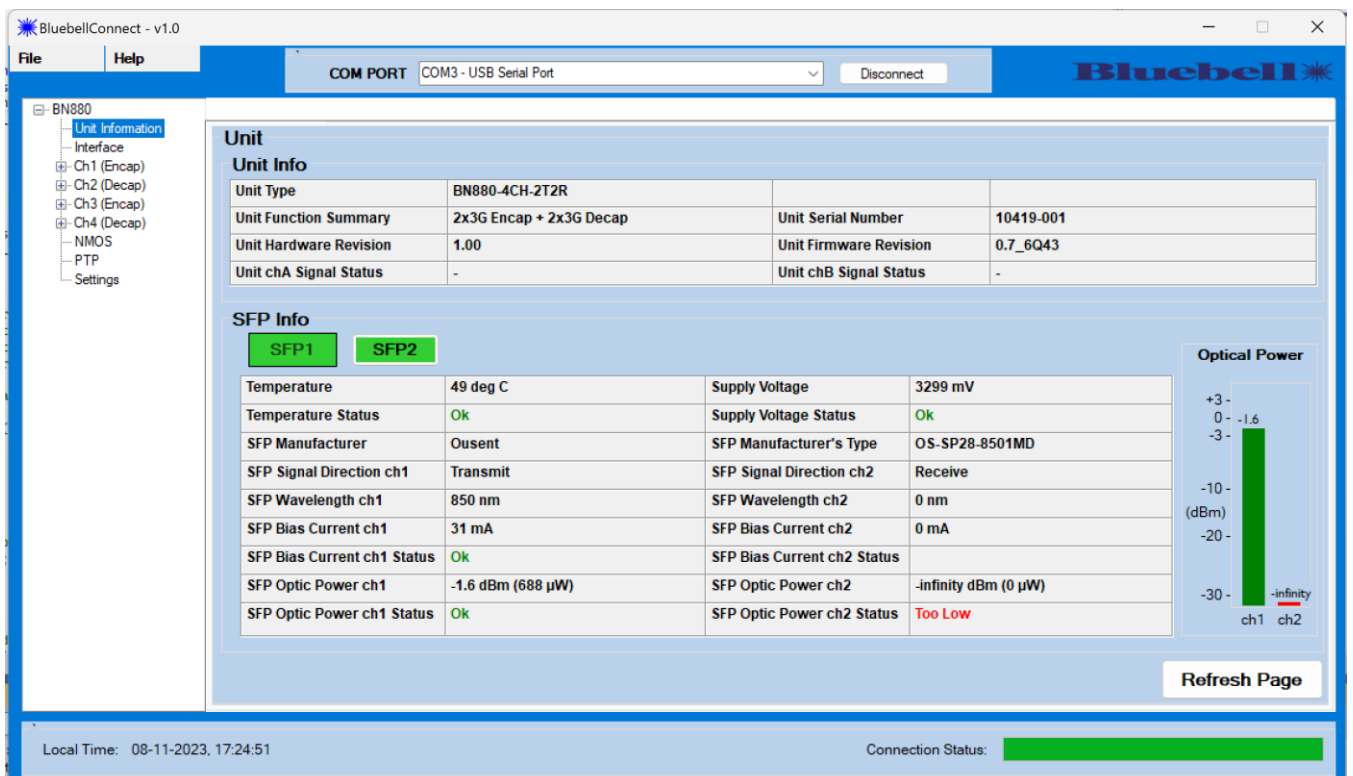 BluebellConnect - v1.0
File Help
COM PORT COM3 - USB Serial Port Disconnect
Bluebell
BN880
Unit Information
Interface
Ch1 (Encap)
Ch2 (Decap)
Ch3 (Encap)
Ch4 (Decap)
NMOS
PTP
Settings
Unit
Unit Info
Unit Type BN880-4CH-2T2R
Unit Function Summary 2x3G Encap + 2x3G Decap Unit Serial Number 10419-001
Unit Hardware Revision 1.00 Unit Firmware Revision 0.7_6Q43
Unit chA Signal Status - Unit chB Signal Status -
SFP Info
SFP1 SFP2
Temperature 49 deg C Supply Voltage 3299 mV
Temperature Status Ok Supply Voltage Status Ok
SFP Manufacturer Ousent SFP Manufacturer's Type OS-SP28-8501MD
SFP Signal Direction ch1 Transmit SFP Signal Direction ch2 Receive
SFP Wavelength ch1 850 nm SFP Wavelength ch2 0 nm
SFP Bias Current ch1 31 mA SFP Bias Current ch2 0 mA
SFP Bias Current ch1 Status Ok SFP Bias Current ch2 Status
SFP Optic Power ch1 -1.6 dBm (688 µW) SFP Optic Power ch2 -infinity dBm (0 µW)
SFP Optic Power ch1 Status Ok SFP Optic Power ch2 Status Too Low
Optical Power
+3 -
0 - -1.6
-3 -
-10 -
(dBm)
-20 -
-30 - -infinity
ch1 ch2
Refresh Page
Local Time: 08-11-2023, 17:24:51 Connection Status: